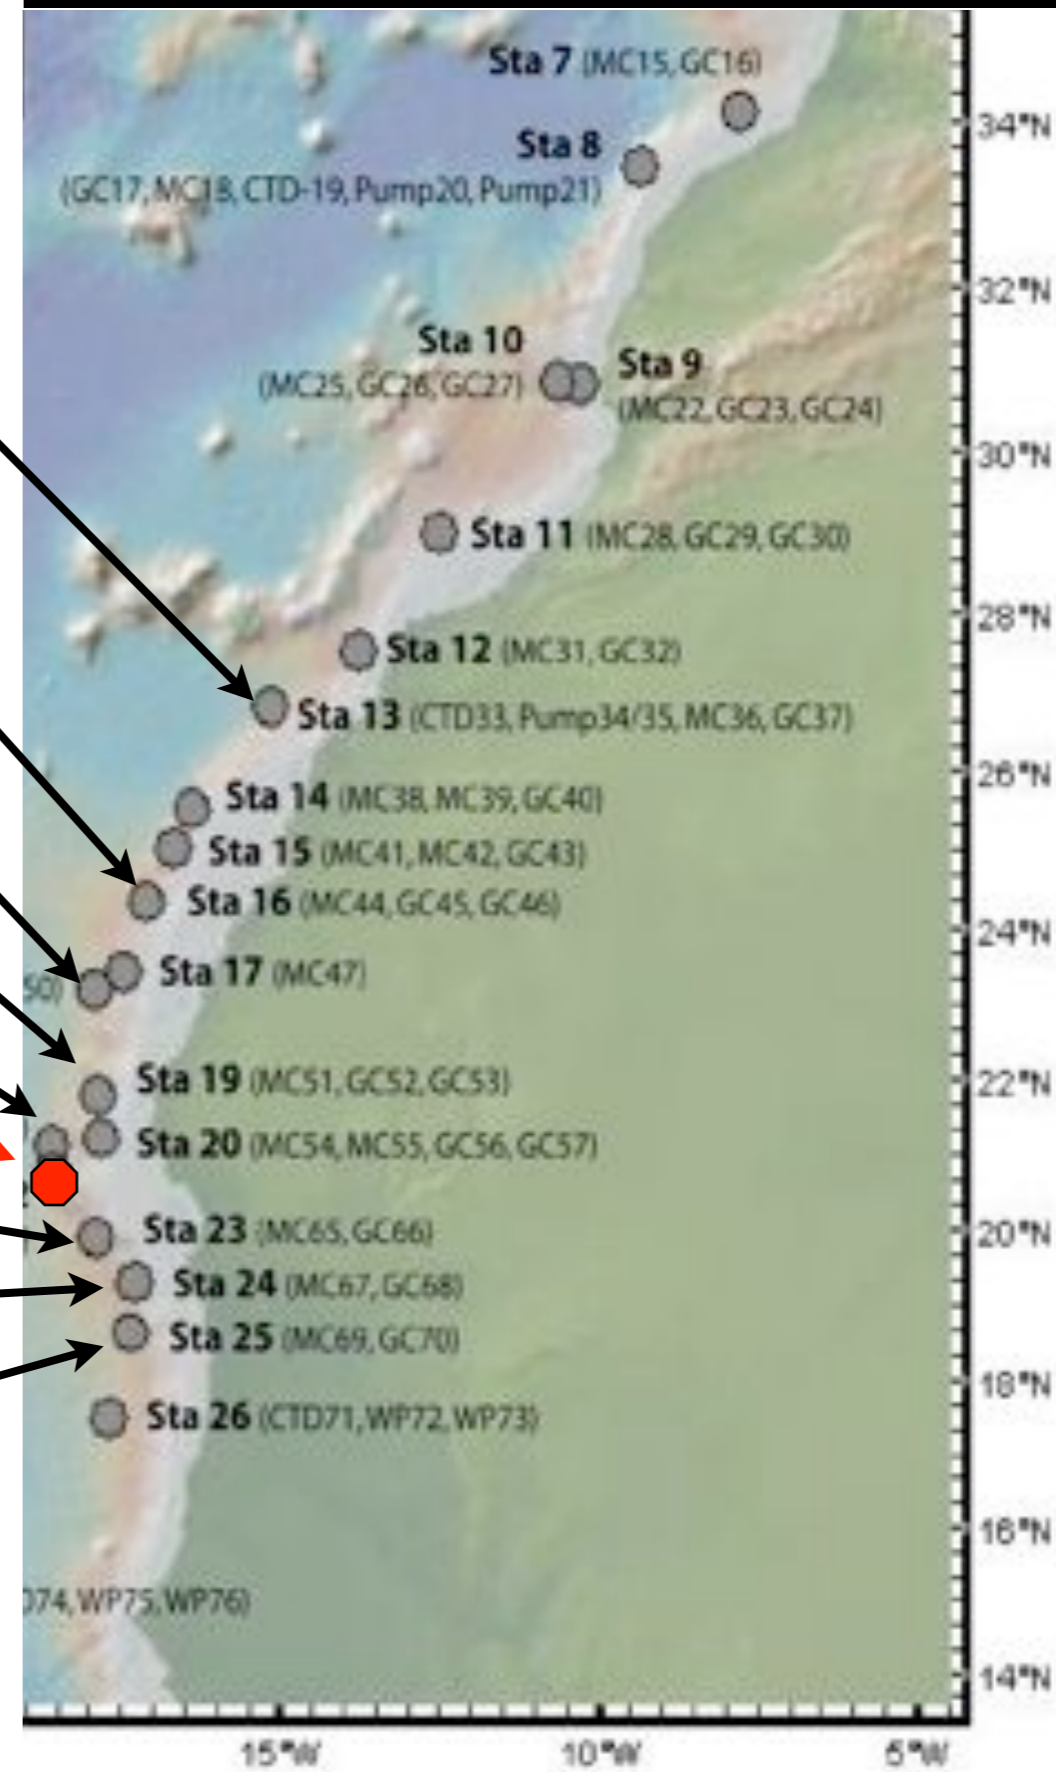 Sta 7 (MC15, GC16)
34°N
Sta 8
(GC17, MC18, CTD-19, Pump20, Pump21)
32°N
Sta 10
(MC25, GC26, GC27)
Sta 9
(MC22, GC23, GC24)
30°N
Sta 11 (MC28, GC29, GC30)
28°N
Sta 12 (MC31, GC32)
Sta 13 (CTD33, Pump34/35, MC36, GC37)
26°N
Sta 14 (MC38, MC39, GC40)
Sta 15 (MC41, MC42, GC43)
Sta 16 (MC44, GC45, GC46)
24°N
Sta 17 (MC47)
50)
22°N
Sta 19 (MC51, GC52, GC53)
Sta 20 (MC54, MC55, GC56, GC57)
20°N
Sta 23 (MC65, GC66)
Sta 24 (MC67, GC68)
Sta 25 (MC69, GC70)
18°N
Sta 26 (CTD71, WP72, WP73)
16°N
D74, WP75, WP76)
14°N
15°W 10°W 5°W